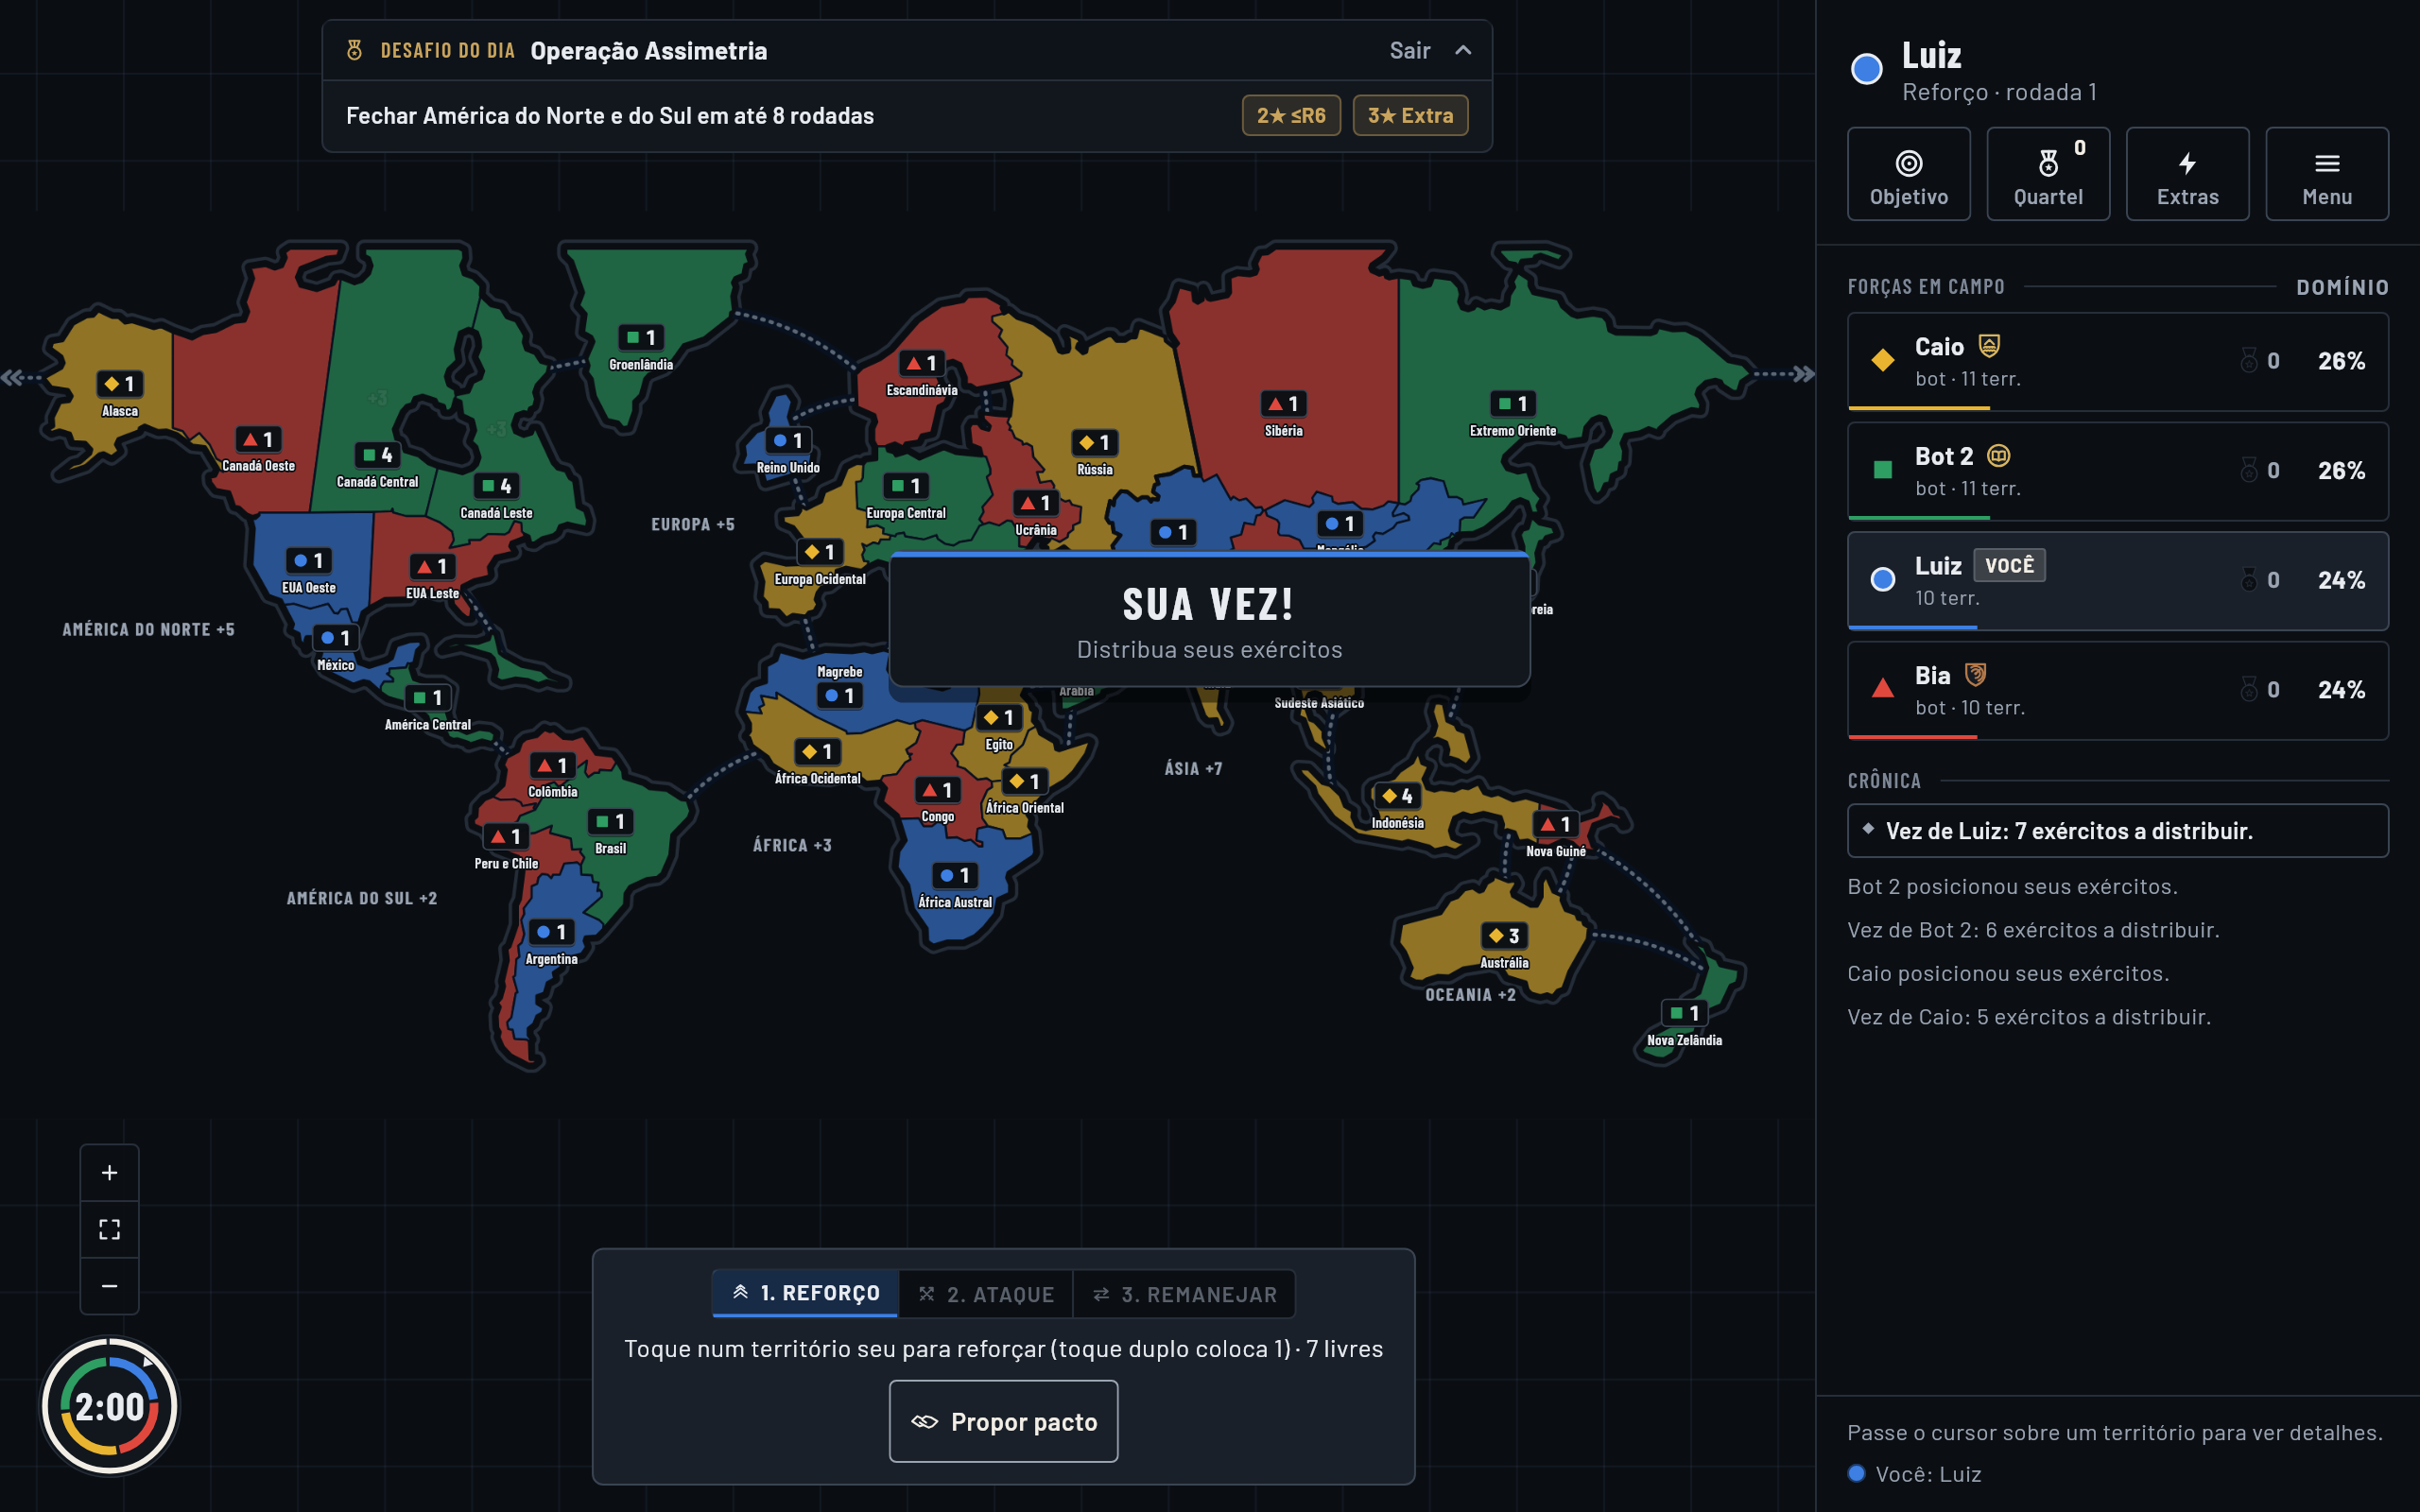 DESAFIO DO DIA Operação Assimetria Sair
Fechar América do Norte e do Sul em até 8 rodadas 2★ ≤R6 3★ Extra
Luiz
Reforço · rodada 1
Objetivo
0
Quartel
Extras
Menu
FORÇAS EM CAMPO DOMÍNIO
Caio 0 26%
bot · 11 terr.
Bot 2 0 26%
bot · 11 terr.
Luiz VOCÊ 0 24%
10 terr.
Bia 0 24%
bot · 10 terr.
CRÔNICA
Vez de Luiz: 7 exércitos a distribuir.
Bot 2 posicionou seus exércitos.
Vez de Bot 2: 6 exércitos a distribuir.
Caio posicionou seus exércitos.
Vez de Caio: 5 exércitos a distribuir.
Passe o cursor sobre um território para ver detalhes.
Você: Luiz
1
Alasca
1
Canadá Oeste
+3
4
Canadá Central
+3
4
Canadá Leste
1
Groenlândia
1
EUA Oeste
1
EUA Leste
1
México
1
América Central
AMÉRICA DO NORTE +5
1
Colômbia
1
Peru e Chile
1
Brasil
1
Argentina
AMÉRICA DO SUL +2
1
Escandinávia
1
Reino Unido
1
Europa Central
1
Ucrânia
1
Rússia
1
Europa Ocidental
EUROPA +5
1
Sibéria
1
Extremo Oriente
1
1
Arábia
Sudeste Asiático
ÁSIA +7
Magrebe
1
1
África Ocidental
1
Egito
1
África Oriental
1
Congo
1
África Austral
ÁFRICA +3
4
Indonésia
1
Nova Guiné
3
Austrália
1
Nova Zelândia
OCEANIA +2
SUA VEZ!
Distribua seus exércitos
+
−
2:00
1. REFORÇO 2. ATAQUE 3. REMANEJAR
Toque num território seu para reforçar (toque duplo coloca 1) · 7 livres
Propor pacto